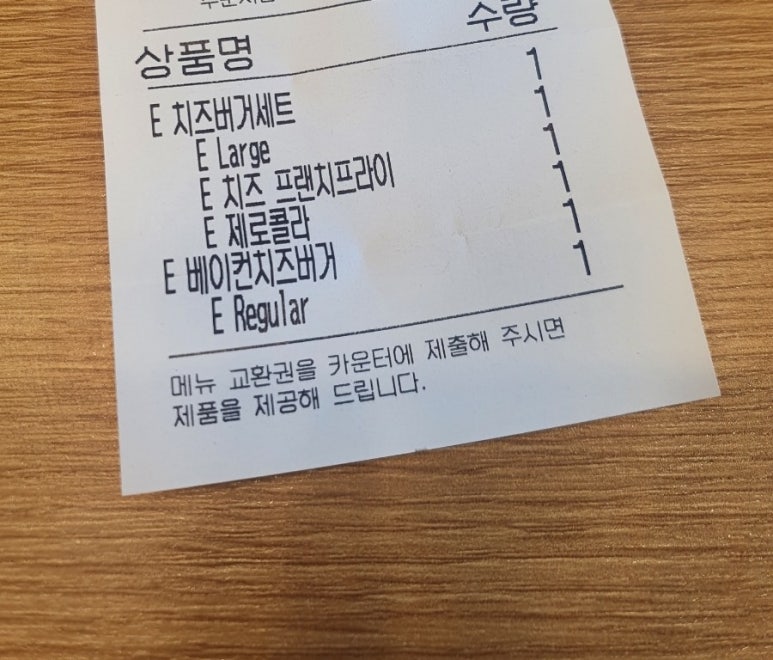 상품명 수량
E 치즈버거세트 1
E Large 1
E 치즈 프랜치프라이 1
E 제로콜라 1
E 베이컨치즈버거 1
E Regular 1
메뉴 교환권을 카운터에 제출해 주시면
제품을 제공해 드립니다.